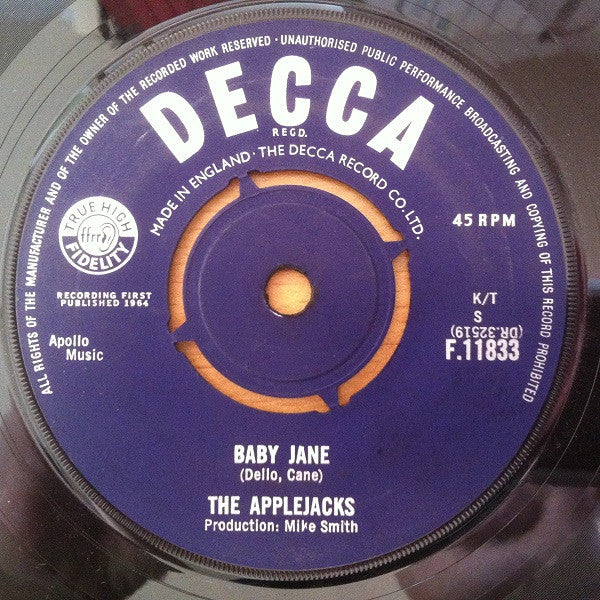 ALL RIGHTS OF THE MANUFACTURER AND OF THE OWNER OF THE RECORDED WORK RESERVED · UNAUTHORISED PUBLIC PERFORMANCE BROADCASTING AND COPYING OF THIS RECORD PROHIBITED
DECCA
REGD.
MADE IN ENGLAND · THE DECCA RECORD CO. LTD.
TRUE HIGH
ffrr
FIDELITY
45 RPM
RECORDING FIRST
PUBLISHED 1964
K/T
S
(DR.32519)
F.11833
Apollo
Music
BABY JANE
(Dello, Cane)
THE APPLEJACKS
Production: Mike Smith